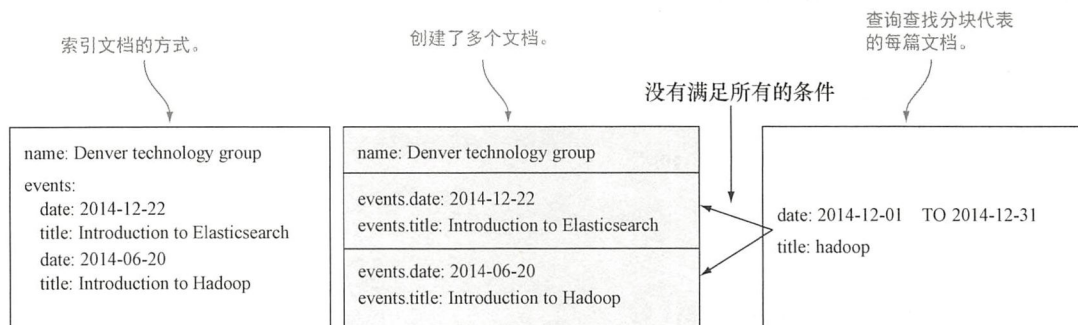 索引文档的方式。
创建了多个文档。
查询查找分块代表
的每篇文档。
没有满足所有的条件
name: Denver technology group
events:
date: 2014-12-22
title: Introduction to Elasticsearch
date: 2014-06-20
title: Introduction to Hadoop
name: Denver technology group
events.date: 2014-12-22
events.title: Introduction to Elasticsearch
events.date: 2014-06-20
events.title: Introduction to Hadoop
date: 2014-12-01 TO 2014-12-31
title: hadoop